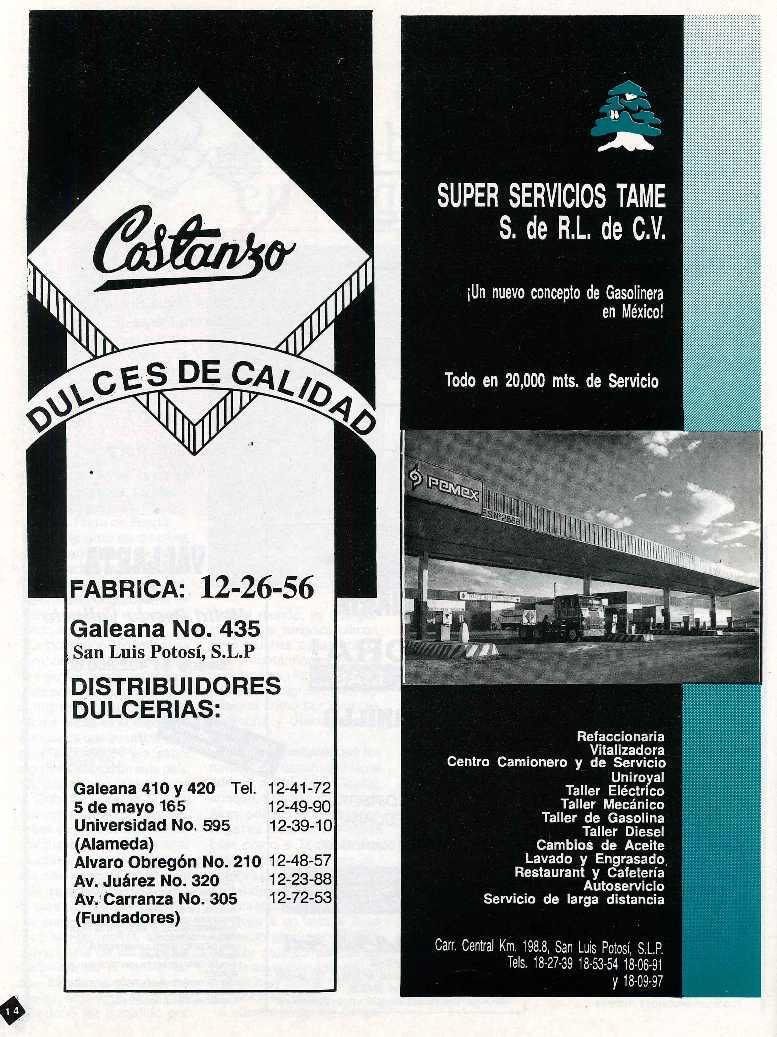 Costanzo
DULCES DE CALIDAD
FABRICA: 12-26-56
Galeana No. 435
San Luis Potosí, S.L.P
DISTRIBUIDORES
DULCERIAS:
Galeana 410 y 420 Tel. 12-41-72
5 de mayo 165 12-49-90
Universidad No. 595 12-39-10
(Alameda)
Alvaro Obregón No. 210 12-48-57
Av. Juárez No. 320 12-23-88
Av. Carranza No. 305 12-72-53
(Fundadores)
14
SUPER SERVICIOS TAME
S. de R.L. de C.V.
¡Un nuevo concepto de Gasolinera
en México!
Todo en 20,000 mts. de Servicio
PEMEX
Refaccionaria
Vitalizadora
Centro Camionero y de Servicio
Uniroyal
Taller Eléctrico
Taller Mecánico
Taller de Gasolina
Taller Diesel
Cambios de Aceite
Lavado y Engrasado
Restaurant y Cafetería
Autoservicio
Servicio de larga distancia
Carr. Central Km. 198.8, San Luis Potosí, S.L.P.
Tels. 18-27-39 18-53-54 18-06-91
y 18-09-97